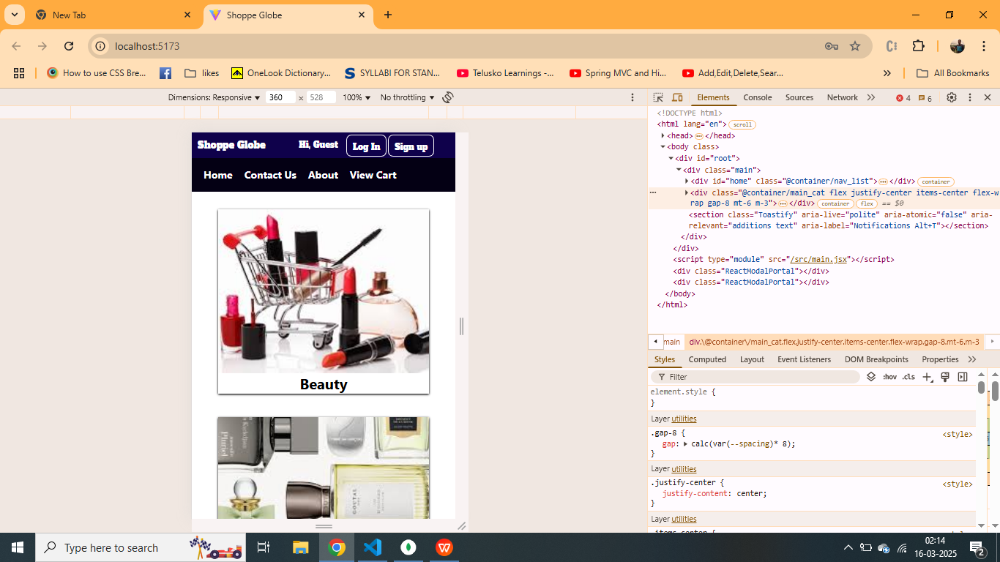 New Tab
Shoppe Globe
localhost:5173
How to use CSS Bre...
likes
OneLook Dictionary...
SYLLABI FOR STAN...
Telusko Learnings -...
Spring MVC and Hi...
Add,Edit,Delete,Sear...
All Bookmarks
Dimensions: Responsive 360 × 528 100% No throttling
Elements Console Sources Network 4 6
Shoppe Globe Hi, Guest Log In Sign up
Home Contact Us About View Cart
Beauty
<!DOCTYPE html>
<html lang="en"> scroll
<head> ... </head>
<body class>
<div id="root">
<div class="main">
<div id="home" class="@container/nav_list"> ... </div> container
<div class="@container/main_cat flex justify-center items-center flex-w
rap gap-8 mt-6 m-3"> ... </div> container flex == $0
<section class="Toastify" aria-live="polite" aria-atomic="false" aria-
relevant="additions text" aria-label="Notifications Alt+T"></section>
</div>
</div>
<script type="module" src="/src/main.jsx"></script>
<div class="ReactModalPortal"></div>
<div class="ReactModalPortal"></div>
</body>
</html>
main div.\@container\/main_cat.flex.justify-center.items-center.flex-wrap.gap-8.mt-6.m-3
Styles Computed Layout Event Listeners DOM Breakpoints Properties
Filter :hov .cls
element.style {
}
Layer utilities
.gap-8 { <style>
gap: calc(var(--spacing)* 8);
}
Layer utilities
.justify-center { <style>
justify-content: center;
}
Layer utilities
Type here to search
02:14
16-03-2025
2